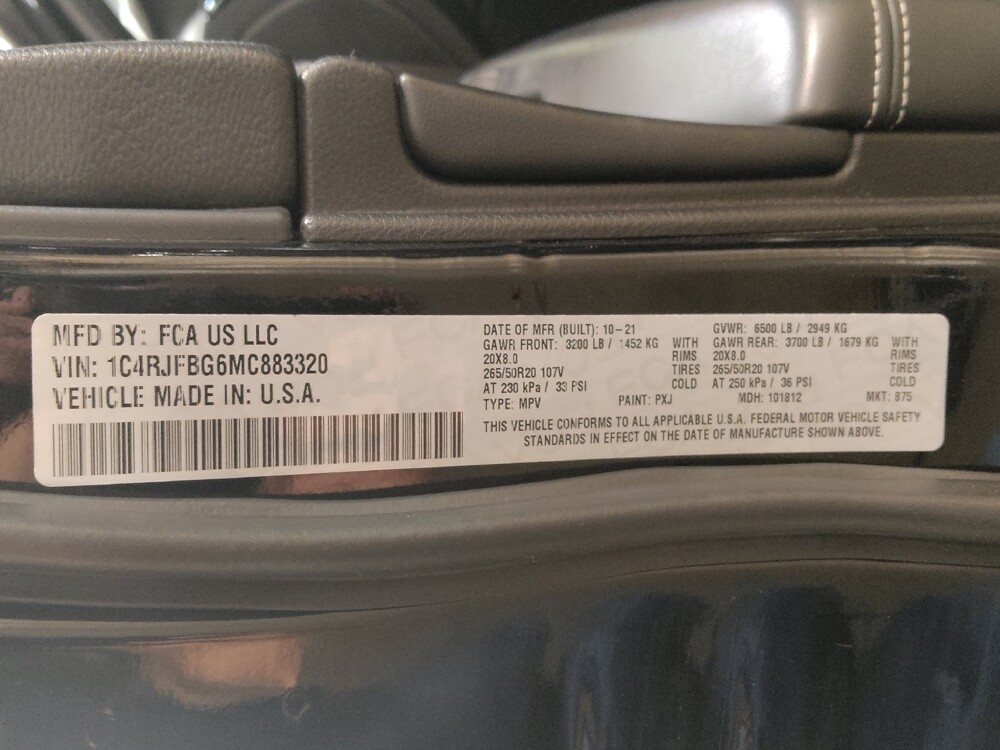 MFD BY: FCA US LLC
VIN: 1C4RJFBG6MC883320
VEHICLE MADE IN: U.S.A.
DATE OF MFR (BUILT): 10-21 GVWR: 6500 LB / 2949 KG
GAWR FRONT: 3200 LB / 1452 KG WITH GAWR REAR: 3700 LB / 1679 KG WITH
20X8.0 RIMS 20X8.0 RIMS
265/50R20 107V TIRES 265/50R20 107V TIRES
AT 230 kPa / 33 PSI COLD AT 250 kPa / 36 PSI COLD
TYPE: MPV PAINT: PXJ MDH: 101812 MKT: 875
THIS VEHICLE CONFORMS TO ALL APPLICABLE U.S.A. FEDERAL MOTOR VEHICLE SAFETY
STANDARDS IN EFFECT ON THE DATE OF MANUFACTURE SHOWN ABOVE.